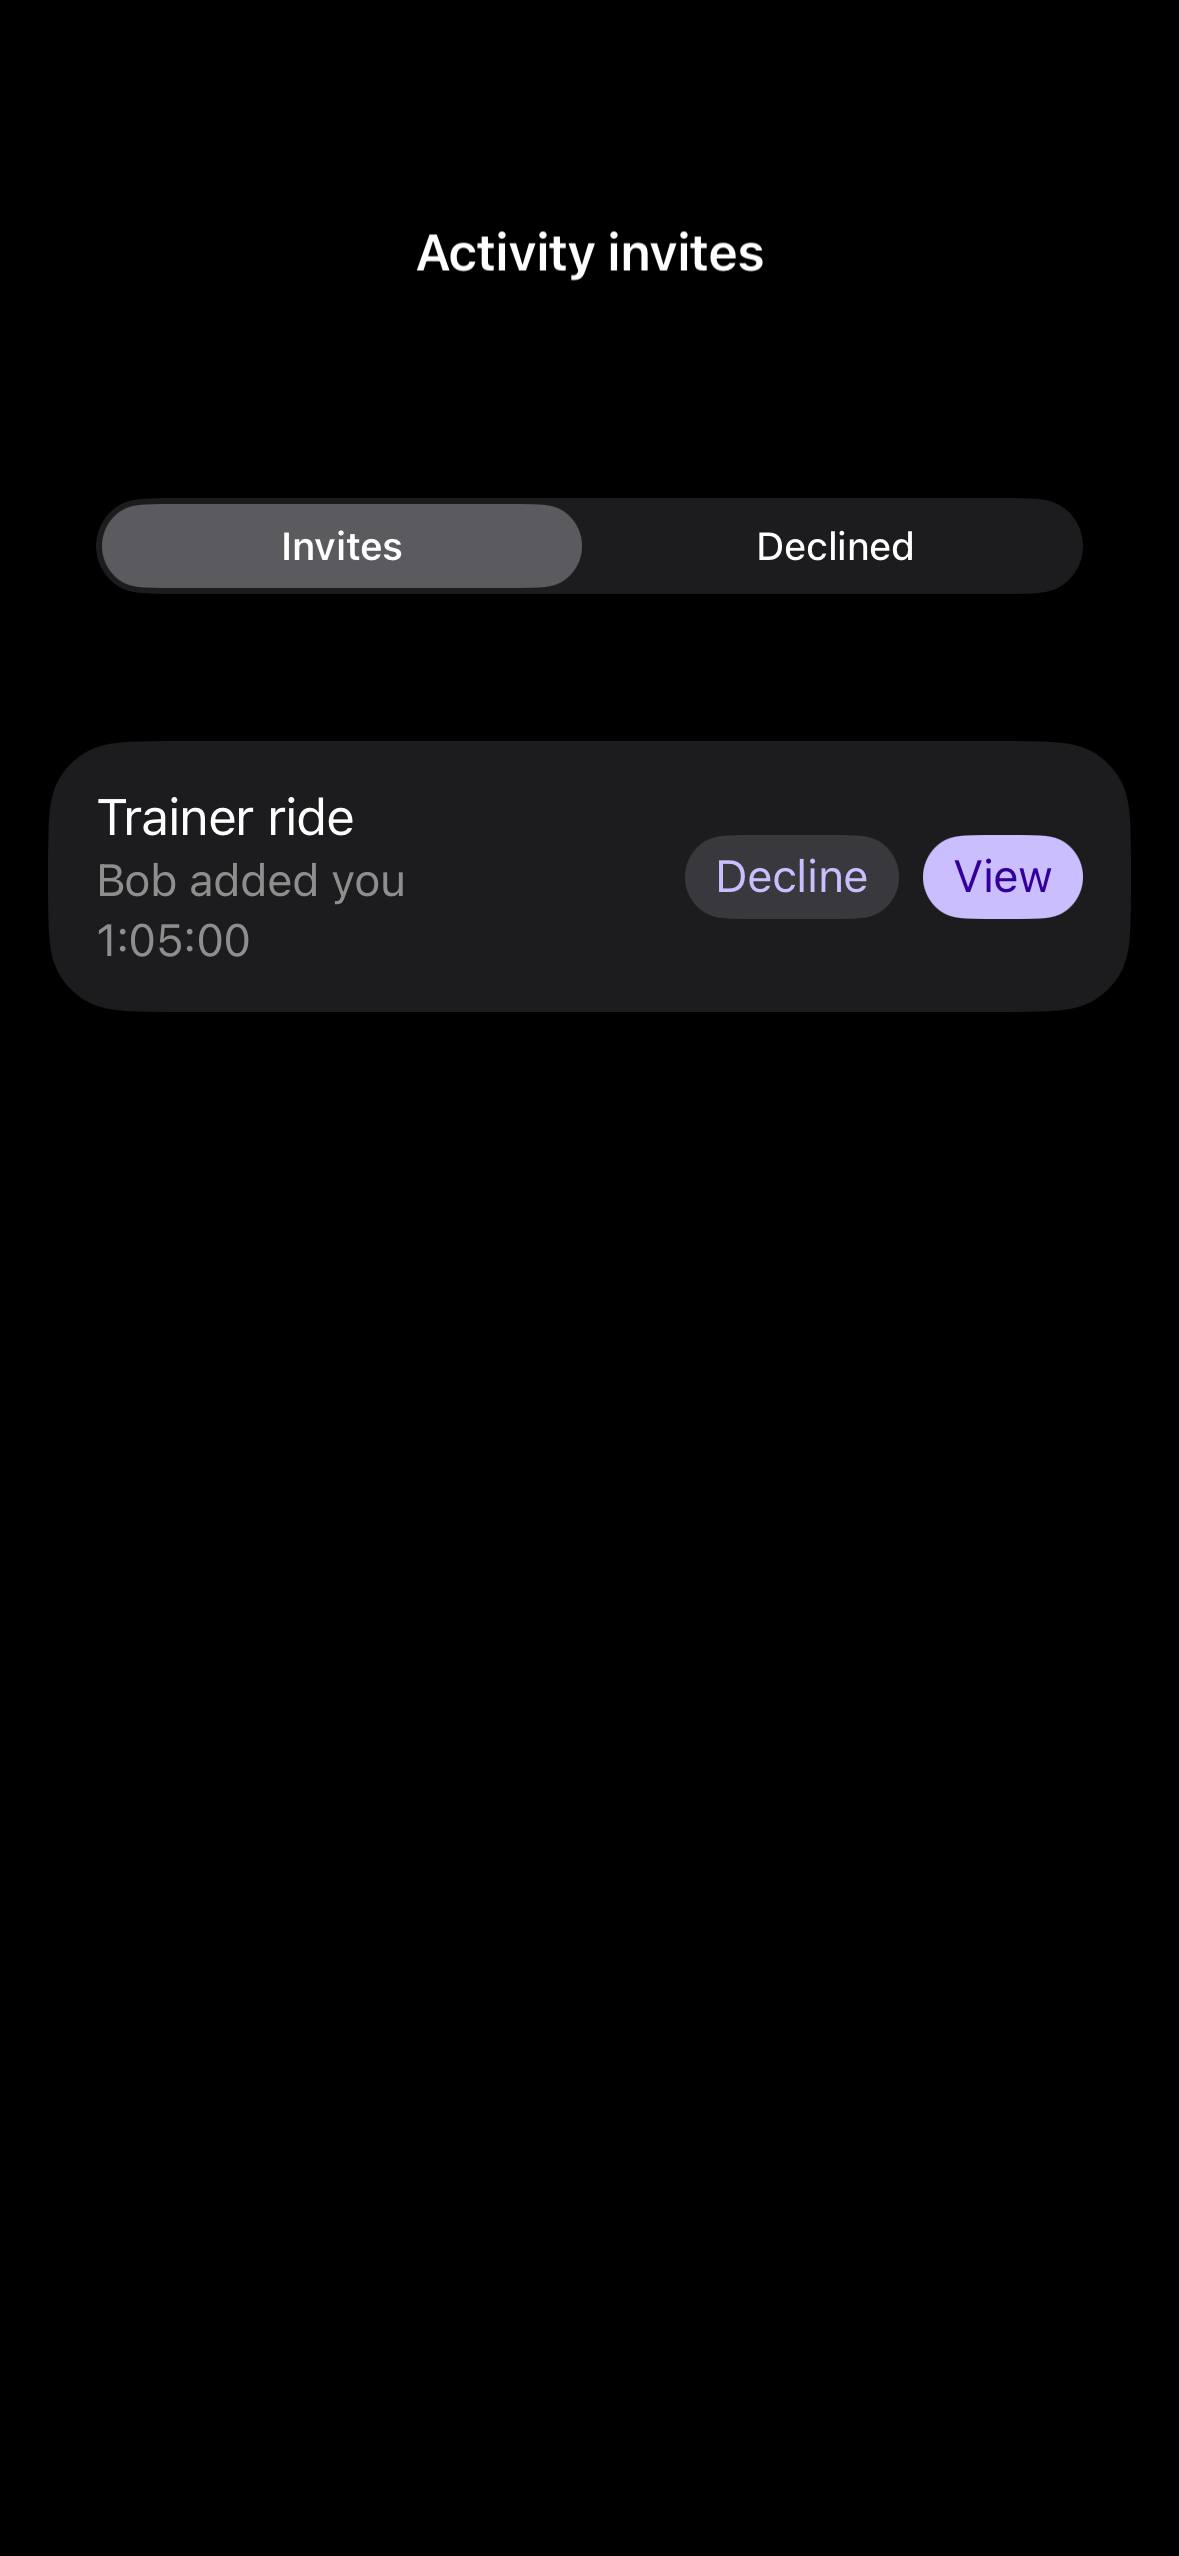 Activity invites
Invites
Declined
Trainer ride
Bob added you
1:05:00
Decline
View